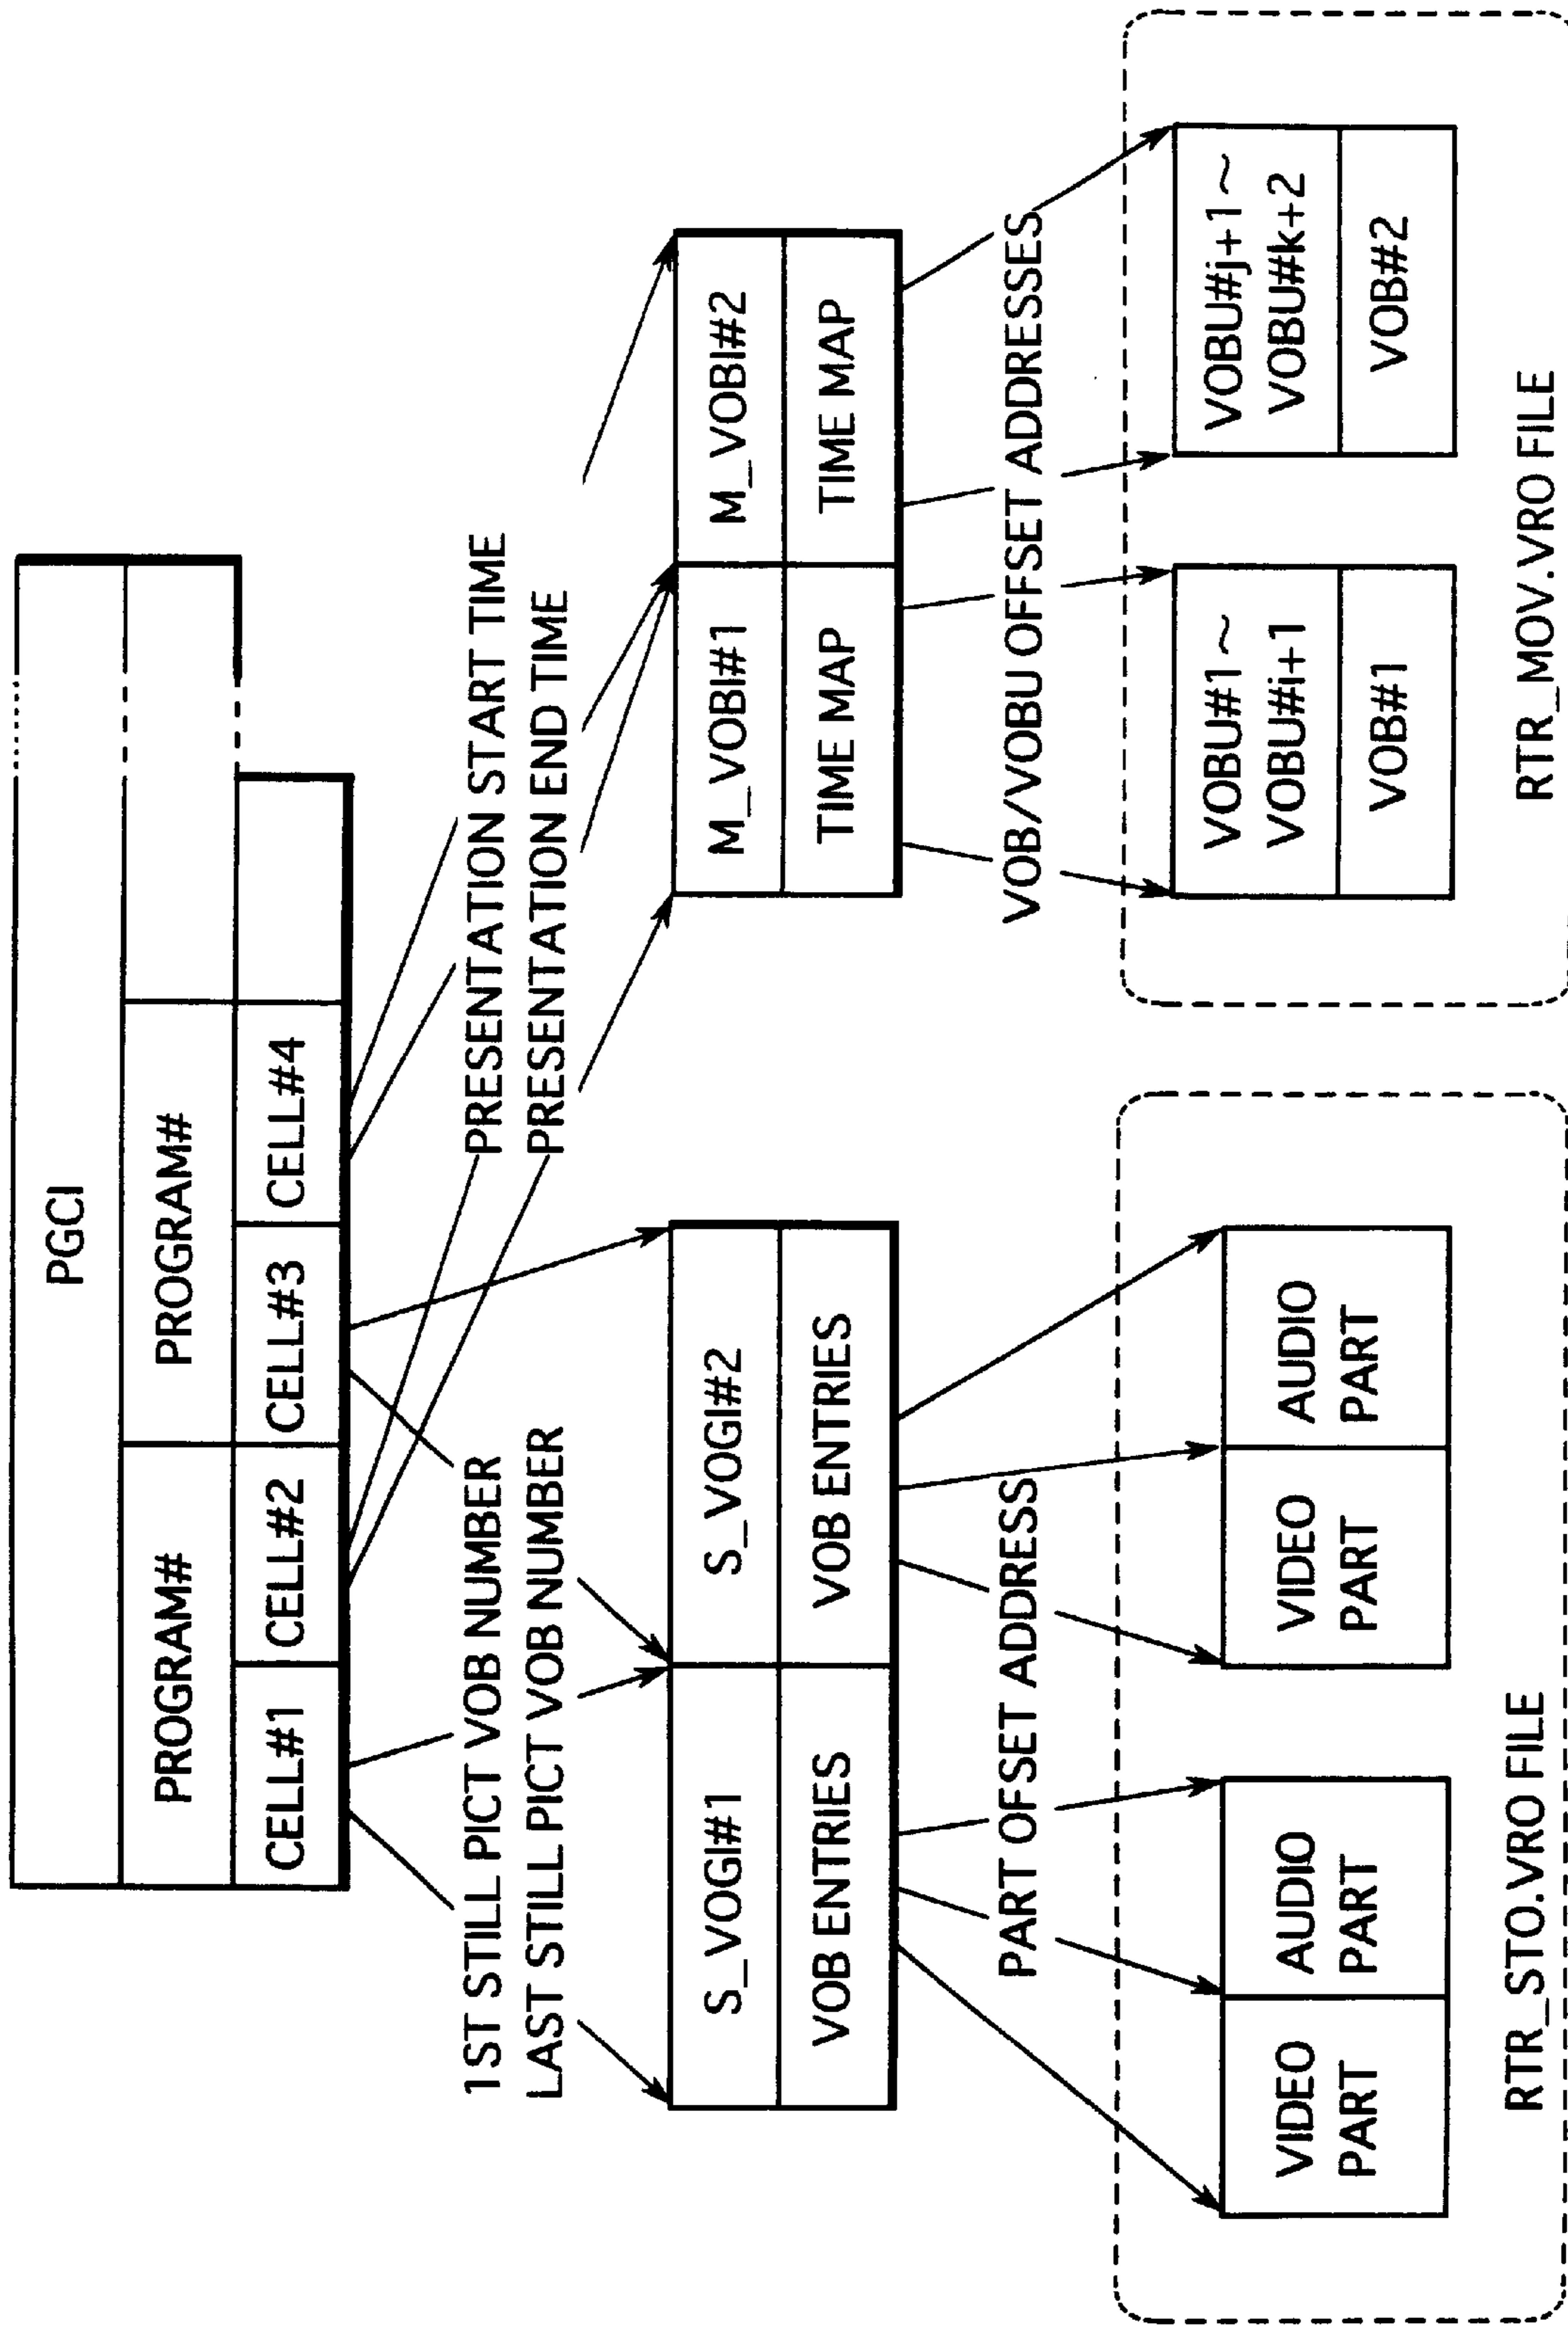 PGCI
PROGRAM#
PROGRAM#
CELL#1
CELL#2
CELL#3
CELL#4
1ST STILL PICT VOB NUMBER
LAST STILL PICT VOB NUMBER
PRESENTATION START TIME
PRESENTATION END TIME
S_VOGI#1
S_VOGI#2
VOB ENTRIES
VOB ENTRIES
M_VOBI#1
M_VOBI#2
TIME MAP
TIME MAP
PART OFFSET ADDRESS
VOB/VOBU OFFSET ADDRESSES
VIDEO
PART
AUDIO
PART
VIDEO
PART
AUDIO
PART
RTR_STO.VRO FILE
VOBU#1~
VOBU#i+1
VOB#1
VOBU#j+1~
VOBU#k+2
VOB#2
RTR_MOV.VRO FILE